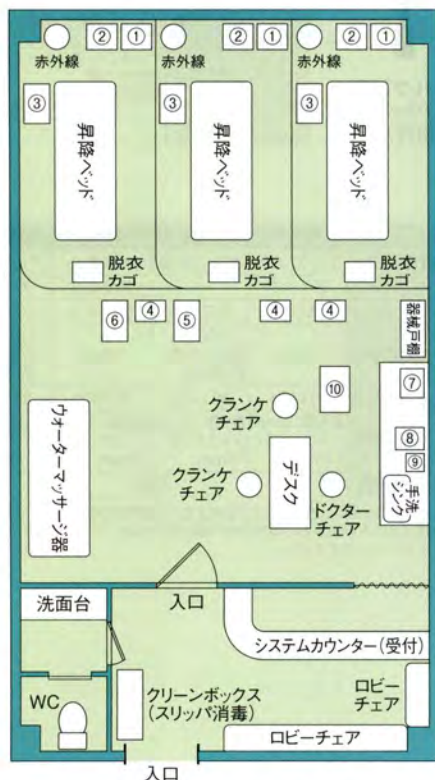 ② ① ② ① ② ①
赤外線 赤外線 赤外線
③ ③ ③
昇降ベッド 昇降ベッド 昇降ベッド
脱衣 脱衣 脱衣
カゴ カゴ カゴ
⑥ ④ ⑤ ④ ④
器械戸棚
⑦
⑩
クランケ
チェア
⑧
⑨
手洗
シンク
ウォーターマッサージ器
クランケ
チェア
デスク
ドクター
チェア
洗面台
入口
システムカウンター(受付)
WC
クリーンボックス
(スリッパ消毒)
ロビー
チェア
ロビーチェア
入口